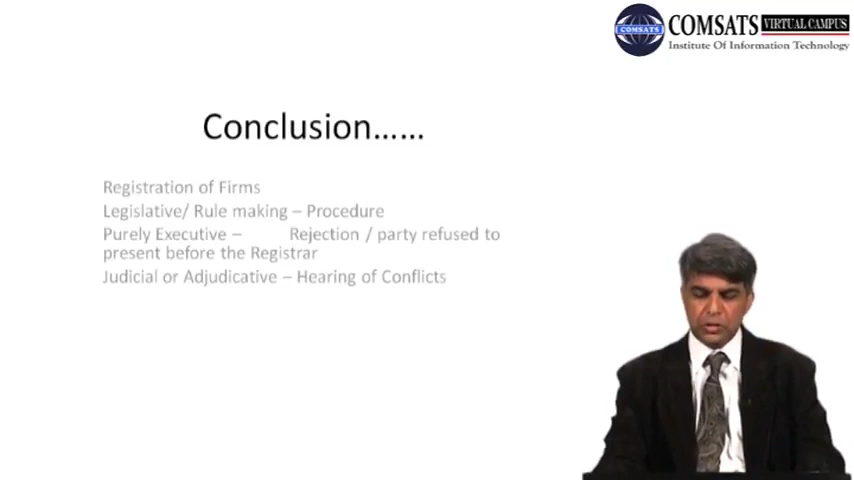 COMSATS
COMSATS VIRTUAL CAMPUS
Institute Of Information Technology
Conclusion......
Registration of Firms
Legislative/ Rule making – Procedure
Purely Executive – Rejection / party refused to
present before the Registrar
Judicial or Adjudicative – Hearing of Conflicts